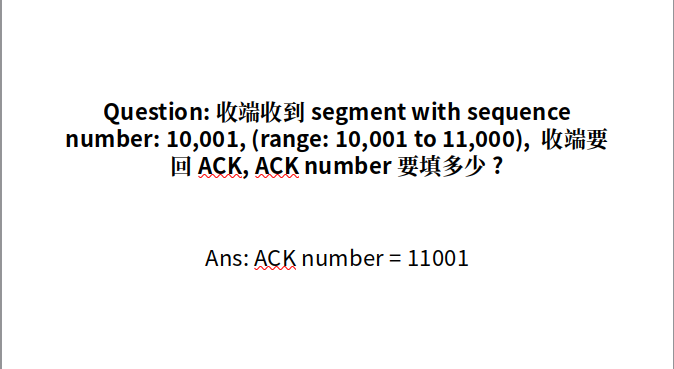 Question: 收端收到 segment with sequence
number: 10,001, (range: 10,001 to 11,000),  收端要
回 ACK, ACK number 要填多少？
Ans: ACK number = 11001